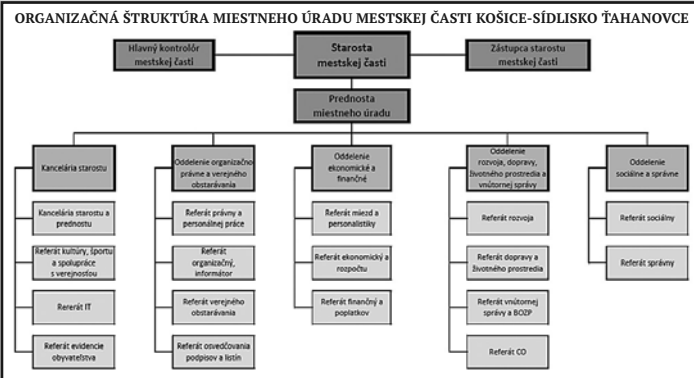 ORGANIZAČNÁ ŠTRUKTÚRA MIESTNEHO ÚRADU MESTSKEJ ČASTI KOŠICE-SÍDLISKO ŤAHANOVCE
Hlavný kontrolór
mestskej časti
Starosta
mestskej časti
Zástupca starostu
mestskej časti
Prednosta
miestneho úradu
Kancelária starostu
Oddelenie organizačno
právne a verejného
obstarávania
Oddelenie
ekonomické a
finančné
Oddelenie
rozvoja, dopravy,
životného prostredia a
vnútornej správy
Oddelenie
sociálne a správne
Kancelária starostu a
prednostu
Referát kultúry, športu
a spolupráce
s verejnosťou
Rererát IT
Referát evidencie
obyvateľstva
Referát právny a
personálnej práce
Referát
organizačný,
informátor
Referát verejného
obstarávania
Referát osvedčovania
podpisov a listín
Referát miezd a
personalistiky
Referát ekonomický a
rozpočtu
Referát finančný a
poplatkov
Referát rozvoja
Referát dopravy a
životného prostredia
Referát vnútornej
správy a BOZP
Referát CO
Referát sociálny
Referát správny